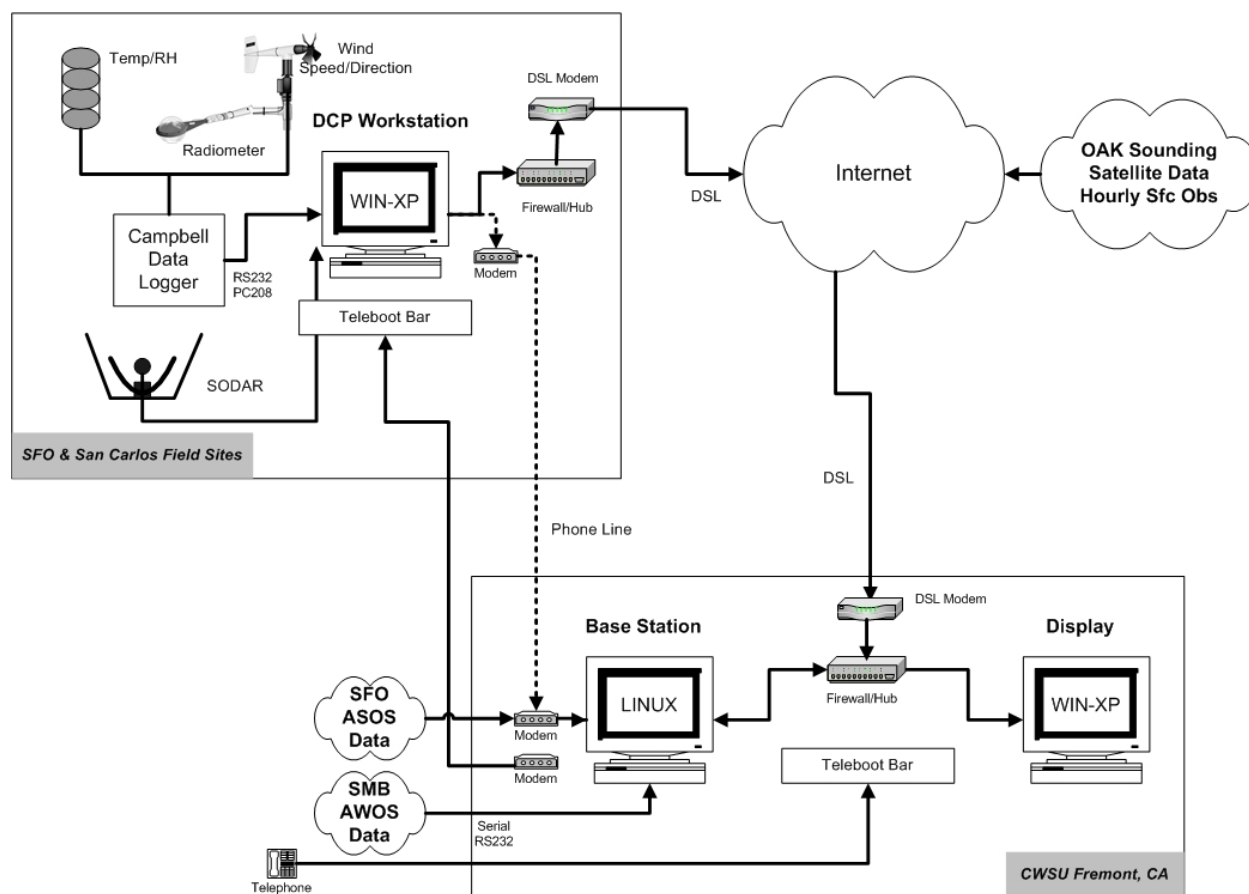 Temp/RH
Wind
Speed/Direction
Radiometer
DCP Workstation
WIN-XP
DSL Modem
Firewall/Hub
Modem
DSL
Internet
OAK Sounding
Satellite Data
Hourly Sfc Obs
Campbell
Data
Logger
RS232
PC208
Teleboot Bar
SODAR
SFO & San Carlos Field Sites
Phone Line
DSL
DSL Modem
Base Station
Display
LINUX
Firewall/Hub
WIN-XP
SFO
ASOS
Data
Modem
Modem
Teleboot Bar
SMB
AWOS
Data
Serial
RS232
Telephone
CWSU Fremont, CA